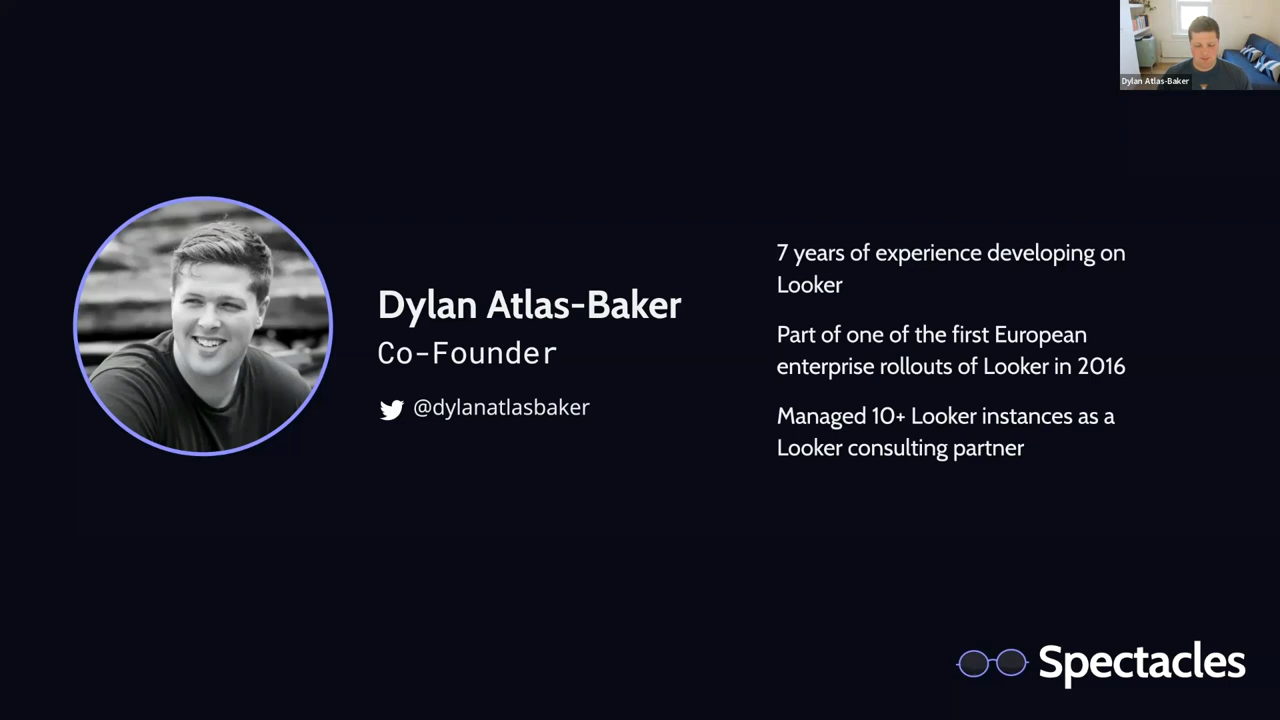 Dylan Atlas-Baker
Dylan Atlas-Baker
Co-Founder
@dylanatlasbaker
7 years of experience developing on
Looker
Part of one of the first European
enterprise rollouts of Looker in 2016
Managed 10+ Looker instances as a
Looker consulting partner
Spectacles